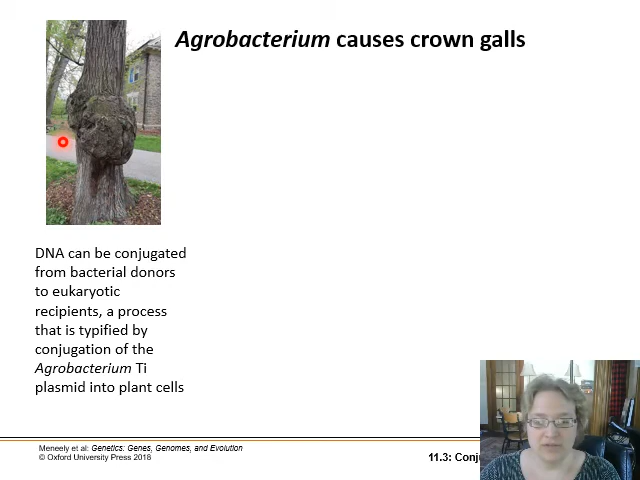 Agrobacterium causes crown galls
DNA can be conjugated
from bacterial donors
to eukaryotic
recipients, a process
that is typified by
conjugation of the
Agrobacterium Ti
plasmid into plant cells
Meneely et al: Genetics: Genes, Genomes, and Evolution
© Oxford University Press 2018
11.3: